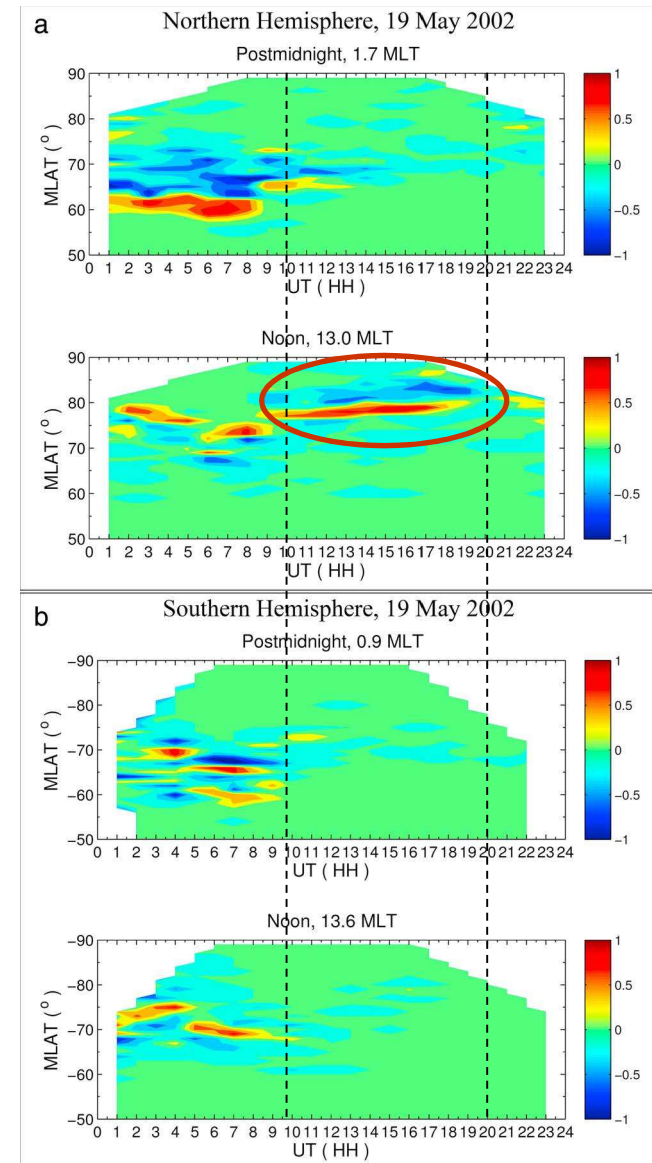 a
Northern Hemisphere, 19 May 2002
Postmidnight, 1.7 MLT
90
80
70
60
50
MLAT ( o )
0 1 2 3 4 5 6 7 8 9 10 11 12 13 14 15 16 17 18 19 20 21 22 23 24
UT ( HH )
1
0.5
0
−0.5
−1
Noon, 13.0 MLT
90
80
70
60
50
MLAT ( o )
0 1 2 3 4 5 6 7 8 9 10 11 12 13 14 15 16 17 18 19 20 21 22 23 24
UT ( HH )
1
0.5
0
−0.5
−1
b
Southern Hemisphere, 19 May 2002
Postmidnight, 0.9 MLT
−90
−80
−70
−60
−50
MLAT ( o )
0 1 2 3 4 5 6 7 8 9 10 11 12 13 14 15 16 17 18 19 20 21 22 23 24
UT ( HH )
1
0.5
0
−0.5
−1
Noon, 13.6 MLT
−90
−80
−70
−60
−50
MLAT ( o )
0 1 2 3 4 5 6 7 8 9 10 11 12 13 14 15 16 17 18 19 20 21 22 23 24
UT ( HH )
1
0.5
0
−0.5
−1